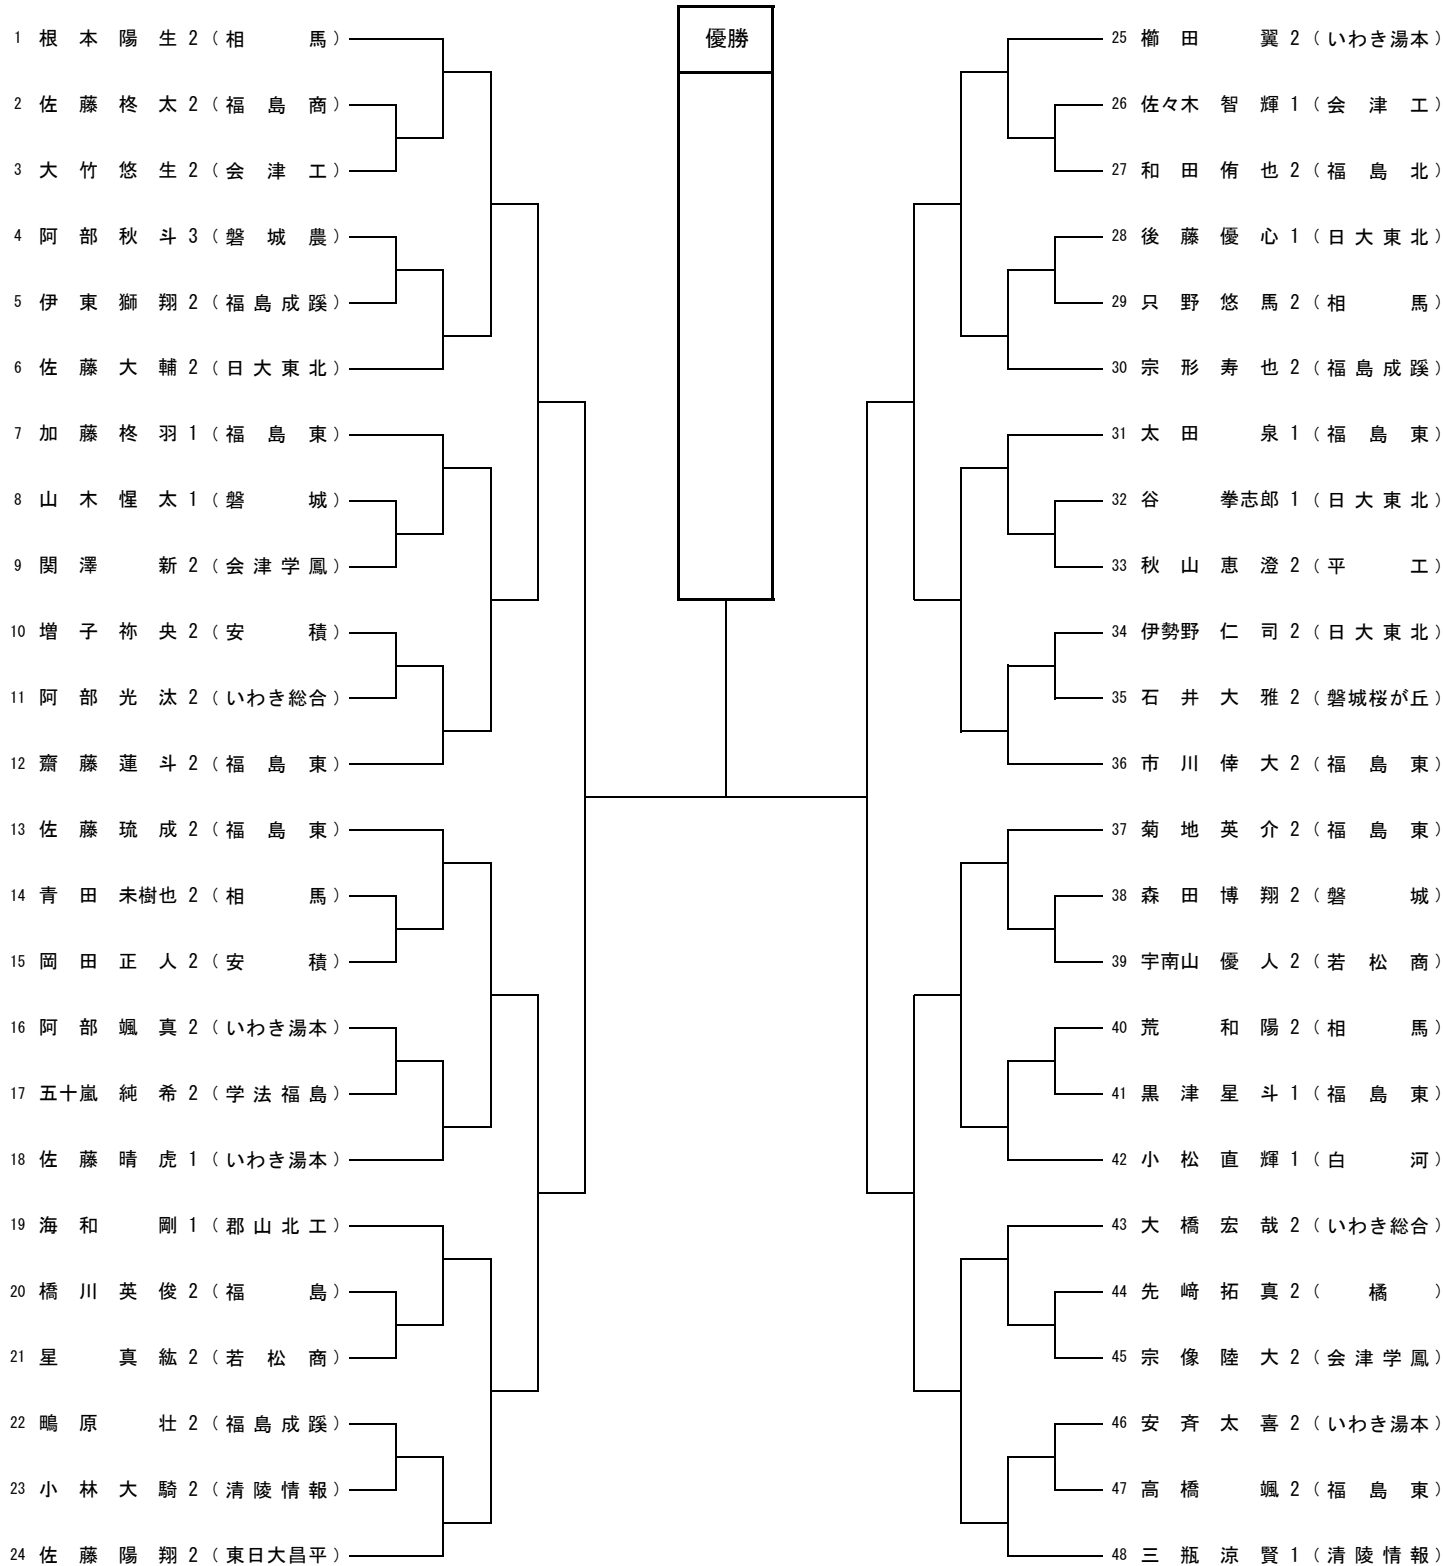 優勝
1 根本陽生 2 (相馬)
2 佐藤柊太 2 (福島商)
3 大竹悠生 2 (会津工)
4 阿部秋斗 3 (磐城農)
5 伊東獅翔 2 (福島成蹊)
6 佐藤大輔 2 (日大東北)
7 加藤柊羽 1 (福島東)
8 山木惺太 1 (磐城)
9 関澤新 2 (会津学鳳)
10 増子祢央 2 (安積)
11 阿部光汰 2 (いわき総合)
12 齋藤蓮斗 2 (福島東)
13 佐藤琉成 2 (福島東)
14 青田未樹也 2 (相馬)
15 岡田正人 2 (安積)
16 阿部颯真 2 (いわき湯本)
17 五十嵐純希 2 (学法福島)
18 佐藤晴虎 1 (いわき湯本)
19 海和剛 1 (郡山北工)
20 橋川英俊 2 (福島)
21 星真紘 2 (若松商)
22 鴫原壮 2 (福島成蹊)
23 小林大騎 2 (清陵情報)
24 佐藤陽翔 2 (東日大昌平)
25 櫛田翼 2 (いわき湯本)
26 佐々木智輝 1 (会津工)
27 和田侑也 2 (福島北)
28 後藤優心 1 (日大東北)
29 只野悠馬 2 (相馬)
30 宗形寿也 2 (福島成蹊)
31 太田泉 1 (福島東)
32 谷拳志郎 1 (日大東北)
33 秋山恵澄 2 (平工)
34 伊勢野仁司 2 (日大東北)
35 石井大雅 2 (磐城桜が丘)
36 市川倖大 2 (福島東)
37 菊地英介 2 (福島東)
38 森田博翔 2 (磐城)
39 宇南山優人 2 (若松商)
40 荒和陽 2 (相馬)
41 黒津星斗 1 (福島東)
42 小松直輝 1 (白河)
43 大橋宏哉 2 (いわき総合)
44 先﨑拓真 2 (橘)
45 宗像陸大 2 (会津学鳳)
46 安斉太喜 2 (いわき湯本)
47 高橋颯 2 (福島東)
48 三瓶涼賢 1 (清陵情報)